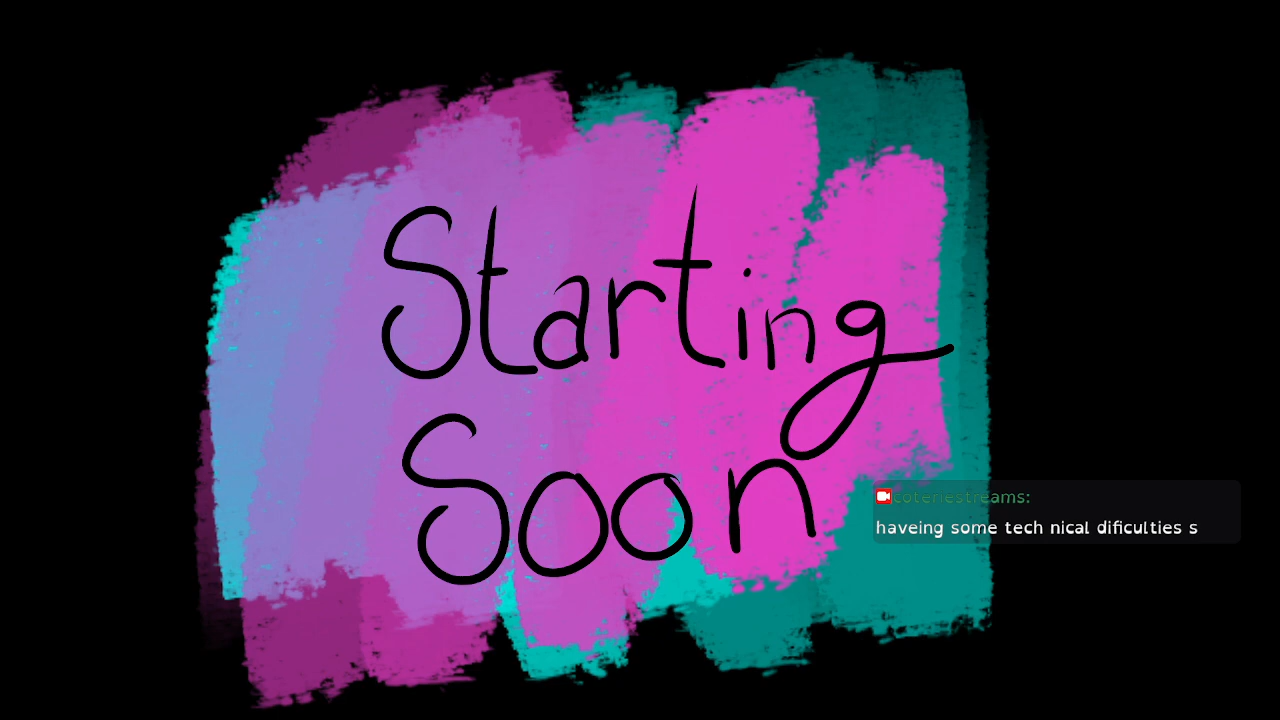 Starting
Soon
coteriestreams:
haveing some tech nical dificulties s